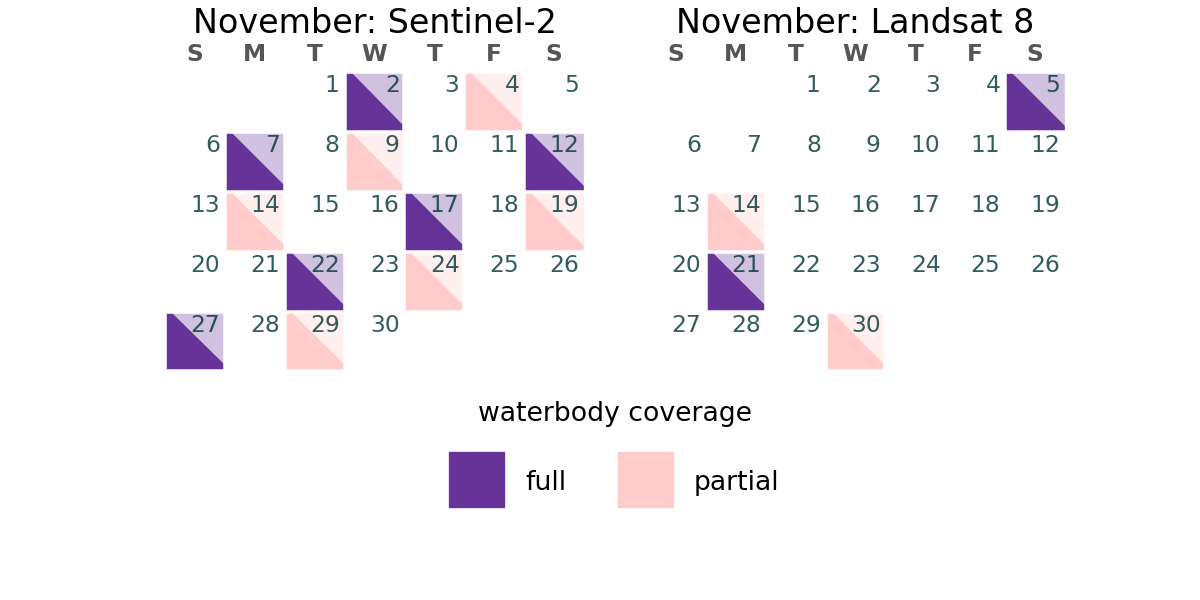 November: Sentinel-2
S M T W T F S
1 2 3 4 5
6 7 8 9 10 11 12
13 14 15 16 17 18 19
20 21 22 23 24 25 26
27 28 29 30
November: Landsat 8
S M T W T F S
1 2 3 4 5
6 7 8 9 10 11 12
13 14 15 16 17 18 19
20 21 22 23 24 25 26
27 28 29 30
waterbody coverage
full partial